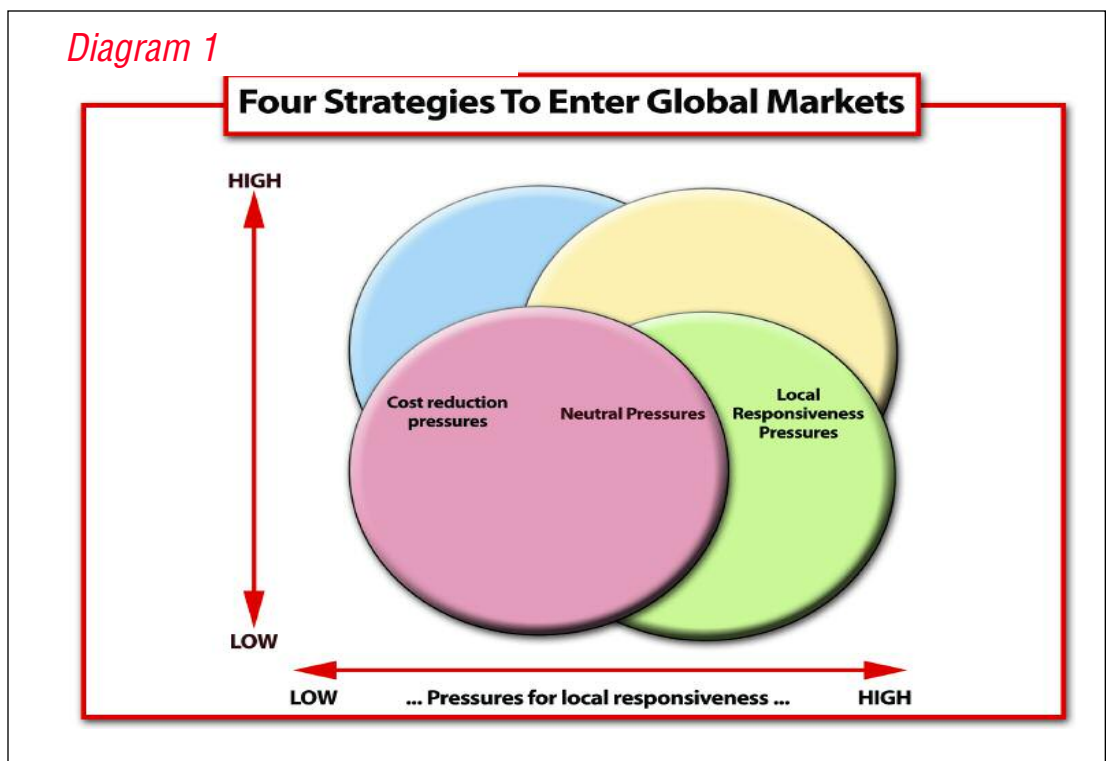 Diagram 1
Four Strategies To Enter Global Markets
HIGH
Cost reduction
pressures
Neutral Pressures
Local
Responsiveness
Pressures
LOW
LOW ... Pressures for local responsiveness ... HIGH